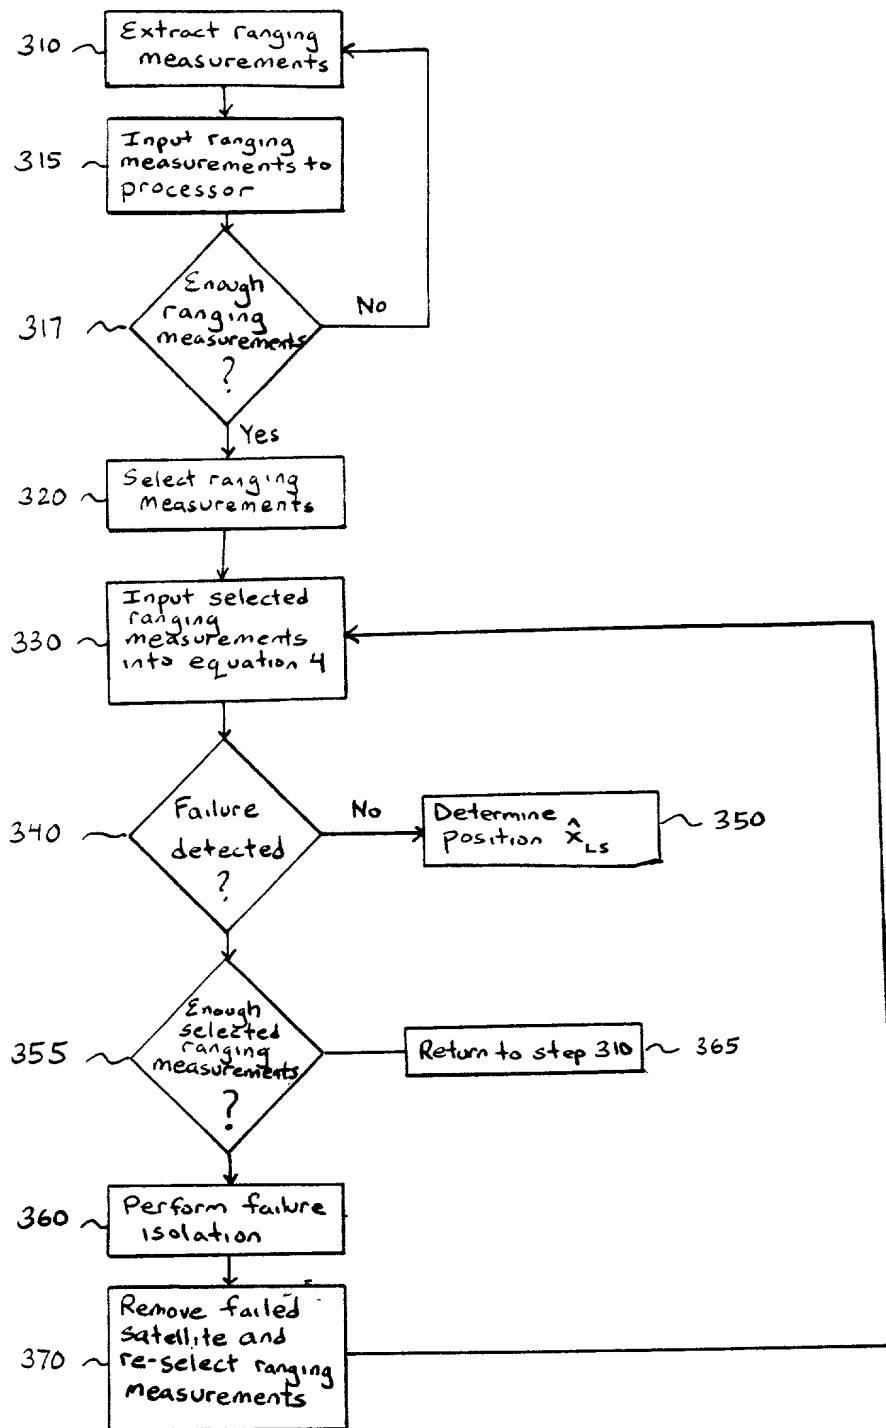 310
Extract ranging
measurements
315
Input ranging
measurements to
processor
317
Enough
ranging
measurements
?
No
Yes
320
Select ranging
measurements
330
Input selected
ranging
measurements
into equation 4
340
Failure
detected
?
No
Determine
position x̂LS
350
355
Enough
selected
ranging
measurements
?
Return to step 310
365
360
Perform failure
isolation
370
Remove failed
satellite and
re-select ranging
measurements